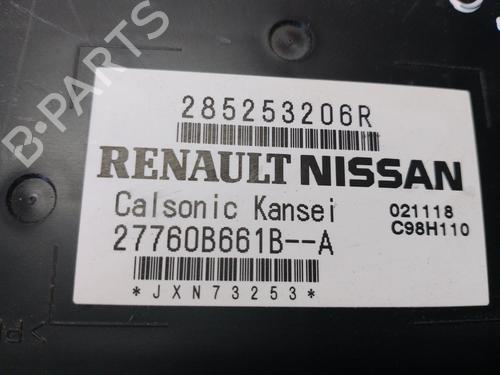 B-PARTS
285253206R
RENAULT NISSAN
Calsonic Kansei
021118
27760B661B--A
C98H110
*JXN73253*